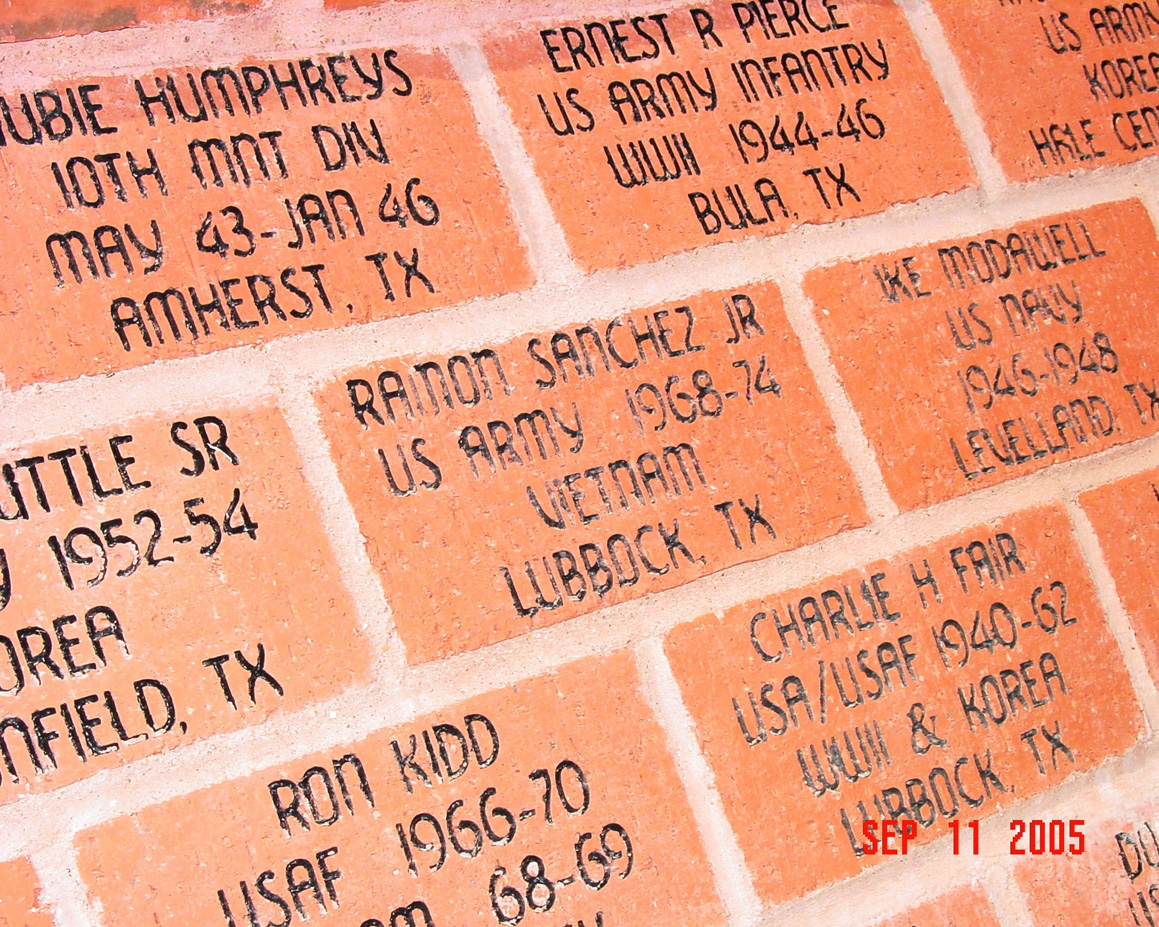 HUMPHREYS
10TH MNT DIV
MAY 43-JAN 46
AMHERST, TX
ERNEST R PIERCE
US ARMY INFANTRY
WWII 1944-46
BULA, TX
US ARMY
KOREA
HALE
SR
1952-54
TX
RAMON SANCHEZ JR
US ARMY 1968-74
VIETNAM
LUBBOCK, TX
IKE MODAWELL
US NAVY
1946-1948
LEVELLAND, TX
RON KIDD
USAF 1966-70
68-69
CHARLIE H FAIR
USA/USAF 1940-62
WWII & KOREA
LUBBOCK, TX
SEP 11 2005